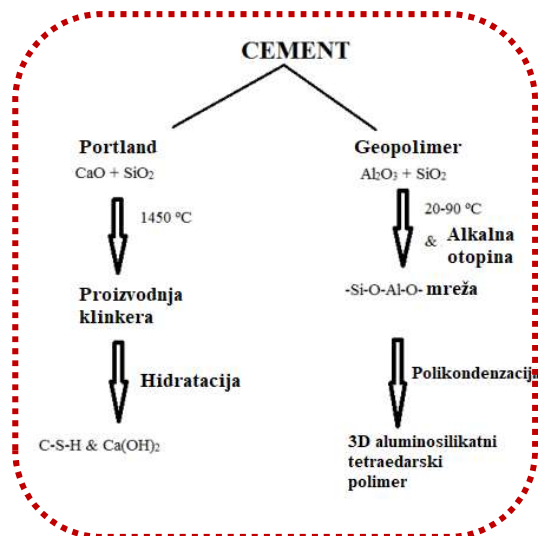 CEMENT
Portland
CaO + SiO₂
1450 ºC
Proizvodnja
klinkera
Hidratacija
C-S-H & Ca(OH)₂
Geopolimer
Al₂O₃ + SiO₂
20-90 ºC
& Alkalna
otopina
-Si-O-Al-O- mreža
Polikondenzacija
3D aluminosilikatni
tetraedarski
polimer